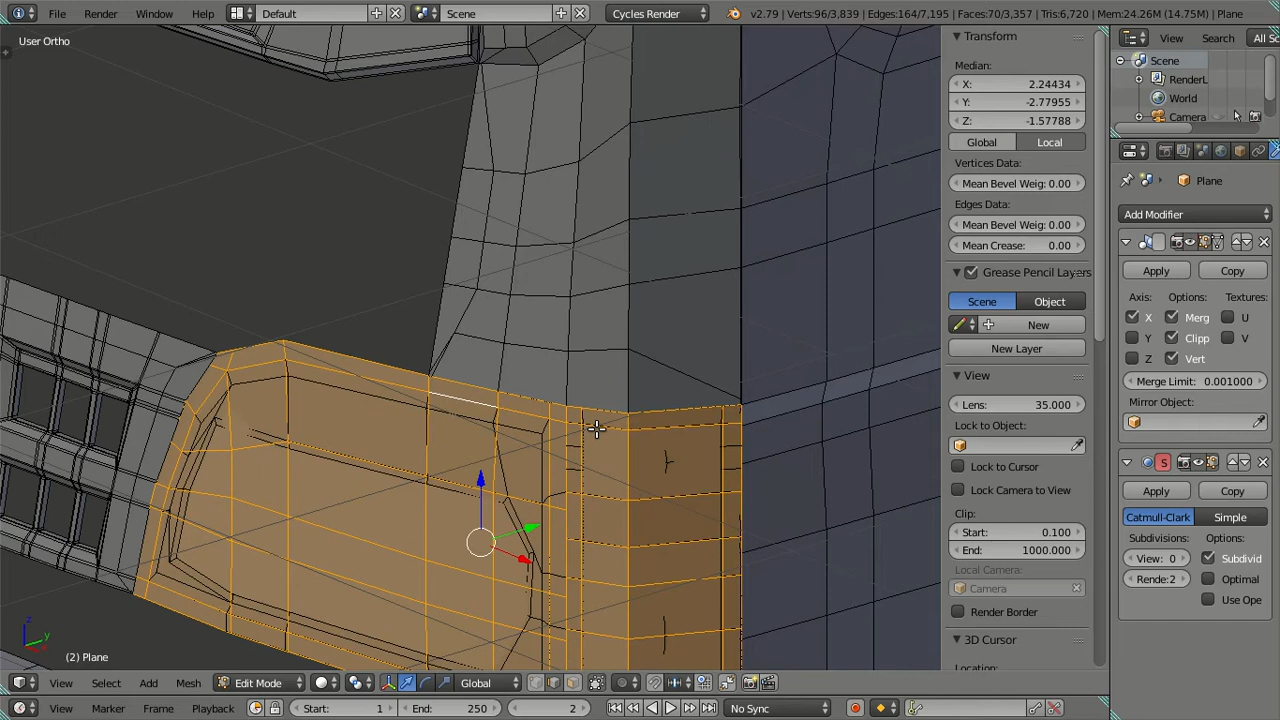 File Render Window Help Default Scene Cycles Render v2.79 | Verts:96/3,839 | Edges:164/7,195 | Faces:70/3,357 | Tris:6,720 | Mem:24.26M (14.75M) | Plane
User Ortho
Transform
Median:
X: 2.24434
Y: -2.77955
Z: -1.57788
Global Local
Vertices Data:
Mean Bevel Weig: 0.00
Edges Data:
Mean Bevel Weig: 0.00
Mean Crease: 0.00
Grease Pencil Layers
Scene Object
New
New Layer
View
Lens: 35.000
Lock to Object:
Lock to Cursor
Lock Camera to View
Clip:
Start: 0.100
End: 1000.000
Local Camera:
Camera
Render Border
3D Cursor
Location:
View Search All S
Scene
RenderL
World
Camera
Plane
Add Modifier
Apply Copy
Axis: Options: Textures:
X Merg U
Y Clipp V
Z Vert
Merge Limit: 0.001000
Mirror Object:
S
Apply Copy
Catmull-Clark Simple
Subdivisions: Options:
View: 0 Subdivid
Rende: 2 Optimal
Use Ope
z y x
(2) Plane
View Select Add Mesh Edit Mode Global
View Marker Frame Playback Start: 1 End: 250 2 No Sync